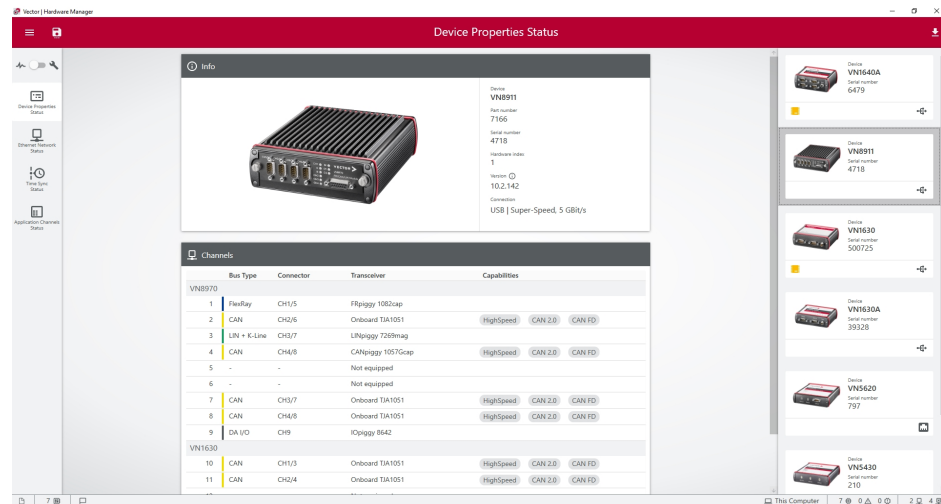 Vector | Hardware Manager
Device Properties Status
Device Properties Status
Ethernet Network Status
Time Sync Status
Application Channels Status
Info
VECTOR
Device
VN8911
Part number
7166
Serial number
4718
Hardware index
1
Version
10.2.142
Connection
USB | Super-Speed, 5 GBit/s
Channels
Bus Type Connector Transceiver Capabilities
VN8970
1 FlexRay CH1/5 FRpiggy 1082cap
2 CAN CH2/6 Onboard TJA1051 HighSpeed CAN 2.0 CAN FD
3 LIN + K-Line CH3/7 LINpiggy 7269mag
4 CAN CH4/8 CANpiggy 1057Gcap HighSpeed CAN 2.0 CAN FD
5 - - Not equipped
6 - - Not equipped
7 CAN CH3/7 Onboard TJA1051 HighSpeed CAN 2.0 CAN FD
8 CAN CH4/8 Onboard TJA1051 HighSpeed CAN 2.0 CAN FD
9 DA I/O CH9 IOpiggy 8642
VN1630
10 CAN CH1/3 Onboard TJA1051 HighSpeed CAN 2.0 CAN FD
11 CAN CH2/4 Onboard TJA1051 HighSpeed CAN 2.0 CAN FD
Device
VN1640A
Serial number
6479
Device
VN8911
Serial number
4718
Device
VN1630
Serial number
500725
Device
VN1630A
Serial number
39328
Device
VN5620
Serial number
797
Device
VN5430
Serial number
210
7
This Computer 7 0 0 2 4